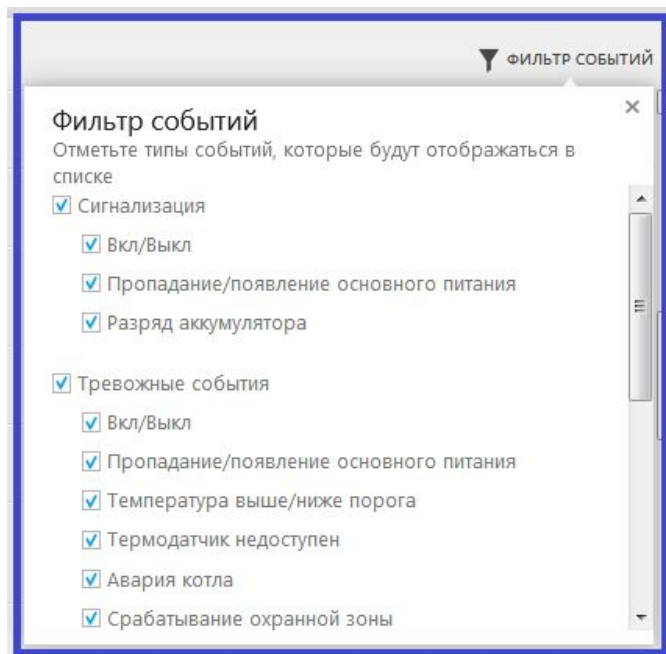 ФИЛЬТР СОБЫТИЙ
Фильтр событий
Отметьте типы событий, которые будут отображаться в
списке
Сигнализация
Вкл/Выкл
Пропадание/появление основного питания
Разряд аккумулятора
Тревожные события
Вкл/Выкл
Пропадание/появление основного питания
Температура выше/ниже порога
Термодатчик недоступен
Авария котла
Срабатывание охранной зоны